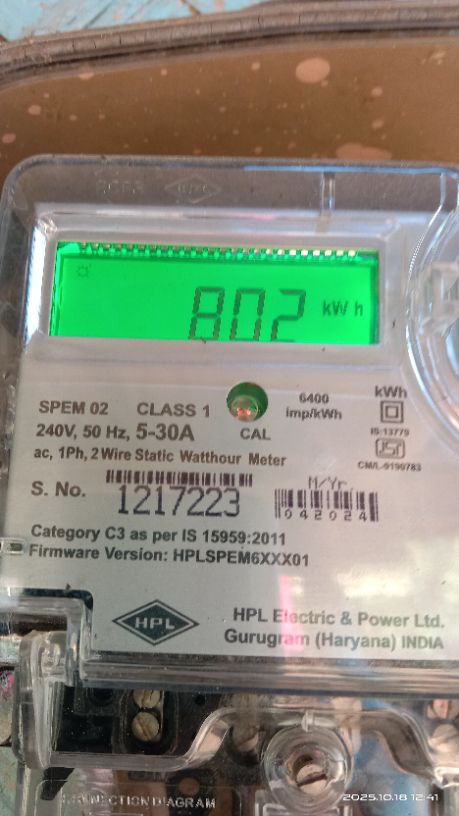 802 kWh
SPEM 02 CLASS 1
6400
imp/kWh
kWh
240V, 50 Hz, 5-30A
CAL
IS:13779
ac, 1Ph, 2 Wire Static Watthour Meter
CM/L-9190783
S. No. 1217223
M/Yr.
042024
Category C3 as per IS 15959:2011
Firmware Version: HPLSPEM6XXX01
HPL
HPL Electric & Power Ltd.
Gurugram (Haryana) INDIA
CONNECTION DIAGRAM
2025.10.18 12:41